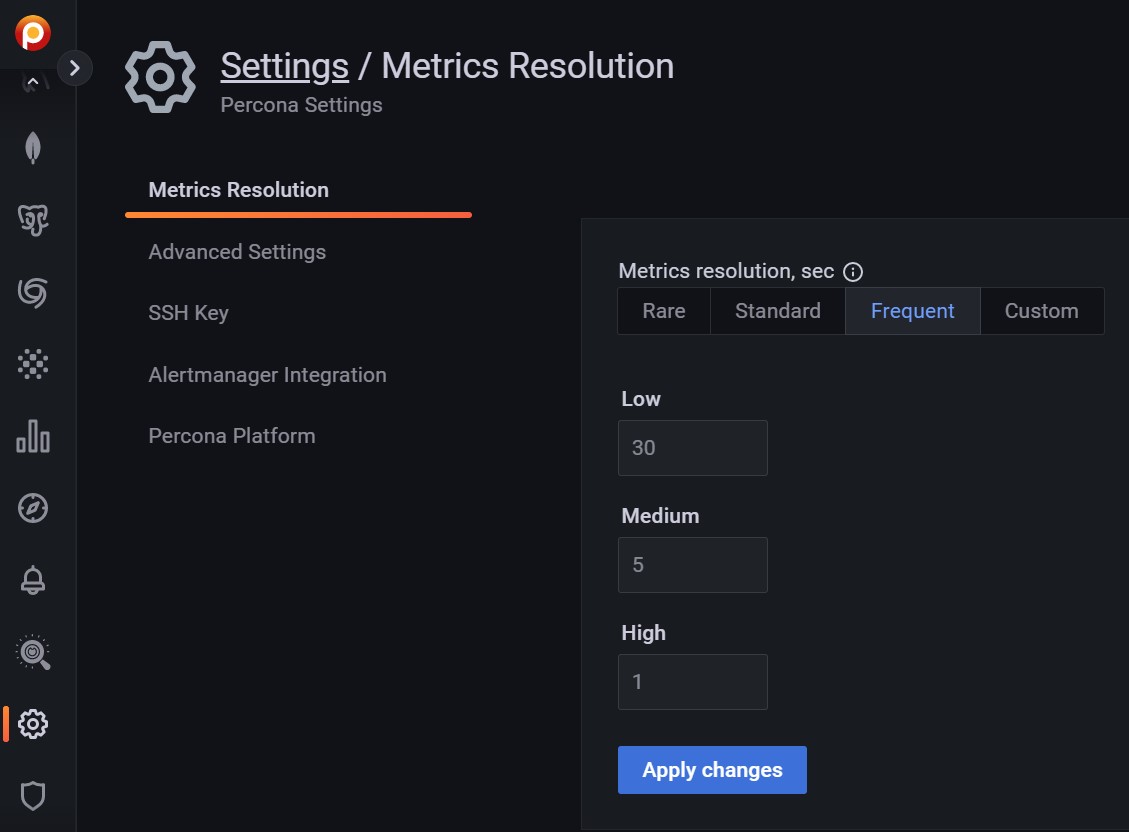 Settings / Metrics Resolution
Percona Settings
Metrics Resolution
Advanced Settings
SSH Key
Alertmanager Integration
Percona Platform
Metrics resolution, sec
Rare Standard Frequent Custom
Low
30
Medium
5
High
1
Apply changes